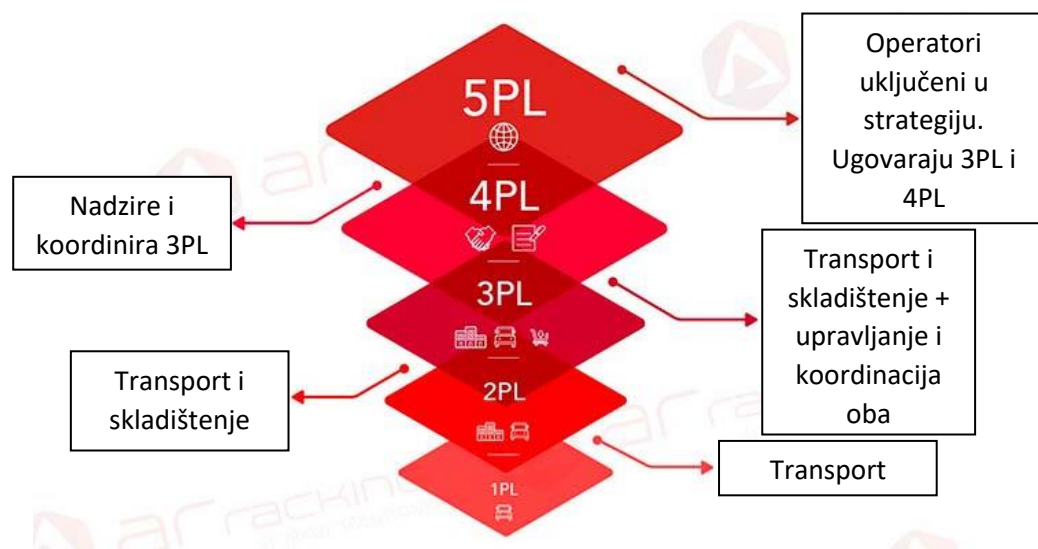 5PL
Operatori
uključeni u
strategiju.
Ugovaraju 3PL i
4PL
4PL
Nadzire i
koordinira 3PL
3PL
Transport i
skladištenje +
upravljanje i
koordinacija
oba
2PL
Transport i
skladištenje
1PL
Transport